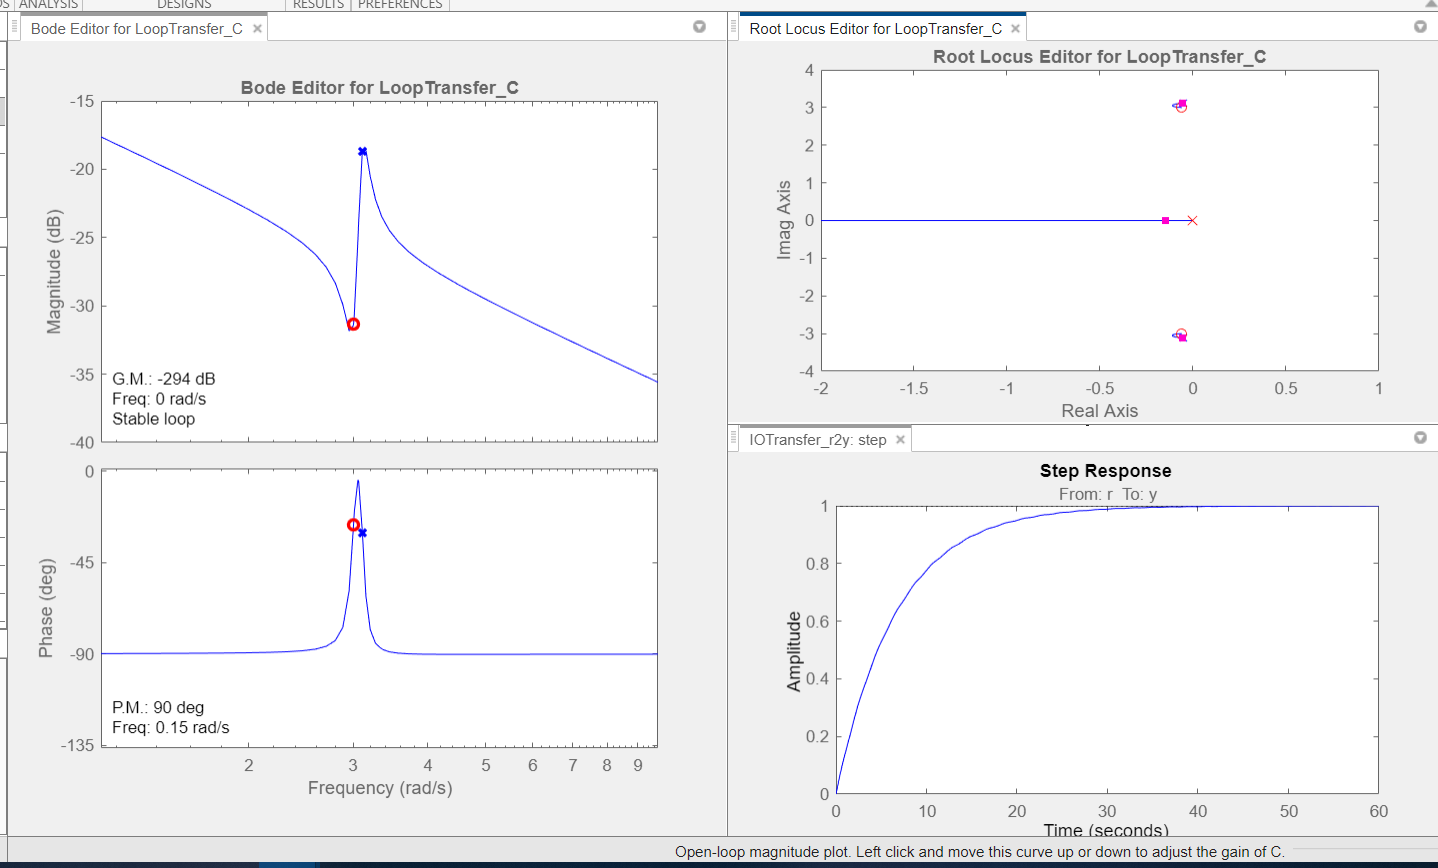 ANALYSIS
DESIGNS
RESULTS
PREFERENCES
Bode Editor for LoopTransfer_C
Bode Editor for LoopTransfer_C
-15
-20
-25
-30
-35
-40
Magnitude (dB)
G.M.: -294 dB
Freq: 0 rad/s
Stable loop
0
-45
-90
-135
Phase (deg)
P.M.: 90 deg
Freq: 0.15 rad/s
2 3 4 5 6 7 8 9
Frequency (rad/s)
Root Locus Editor for LoopTransfer_C
Root Locus Editor for LoopTransfer_C
4
3
2
1
0
-1
-2
-3
-4
Imag Axis
-2 -1.5 -1 -0.5 0 0.5 1
Real Axis
IOTransfer_r2y: step
Step Response
From: r To: y
1
0.8
0.6
0.4
0.2
0
Amplitude
0 10 20 30 40 50 60
Time (seconds)
Open-loop magnitude plot. Left click and move this curve up or down to adjust the gain of C.